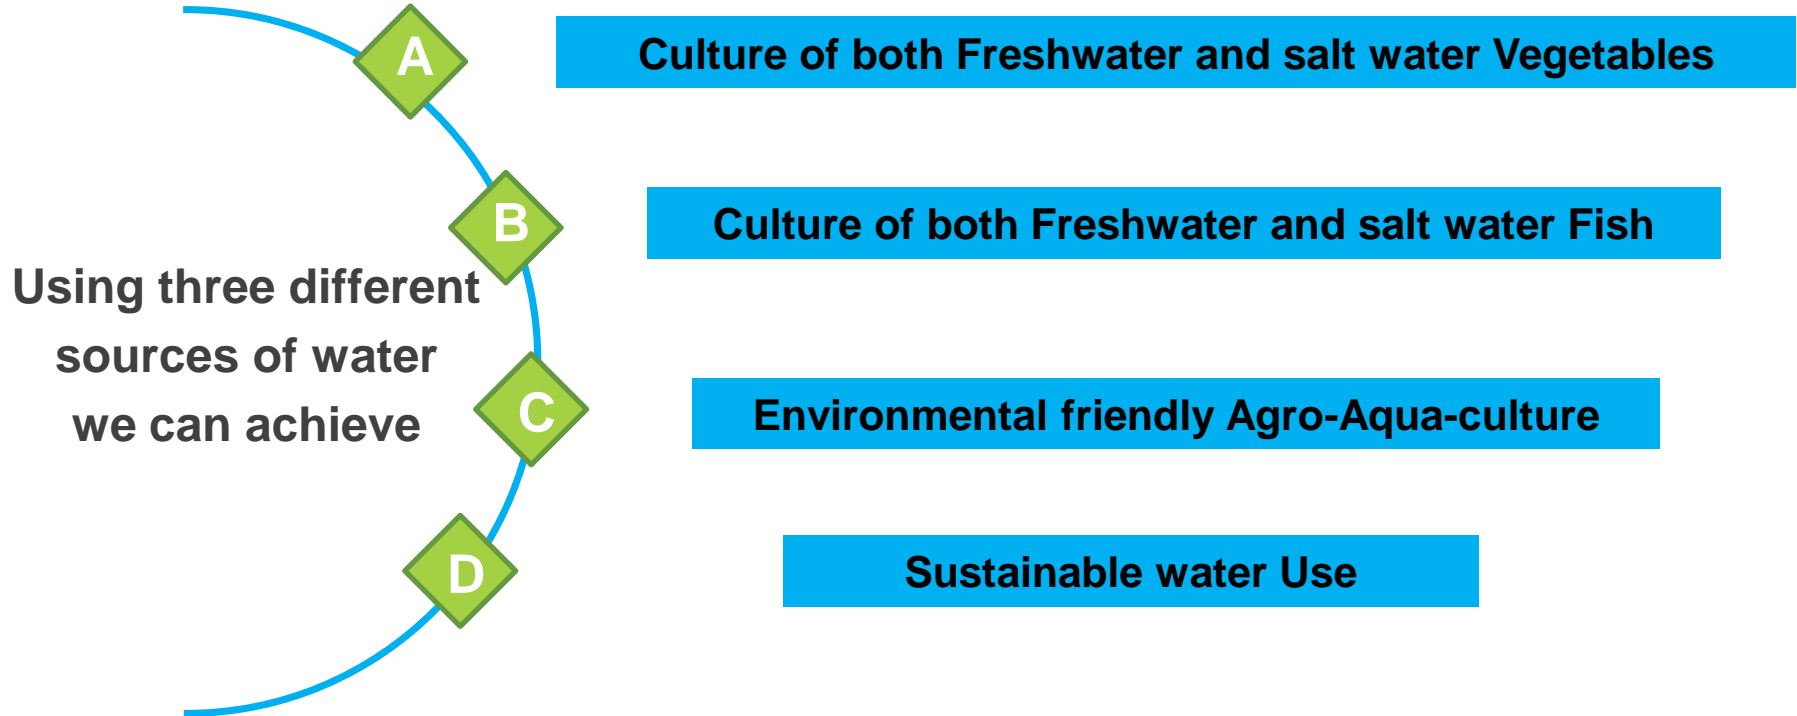 A
Culture of both Freshwater and salt water Vegetables
B
Culture of both Freshwater and salt water Fish
Using three different
sources of water
we can achieve
C
Environmental friendly Agro-Aqua-culture
D
Sustainable water Use